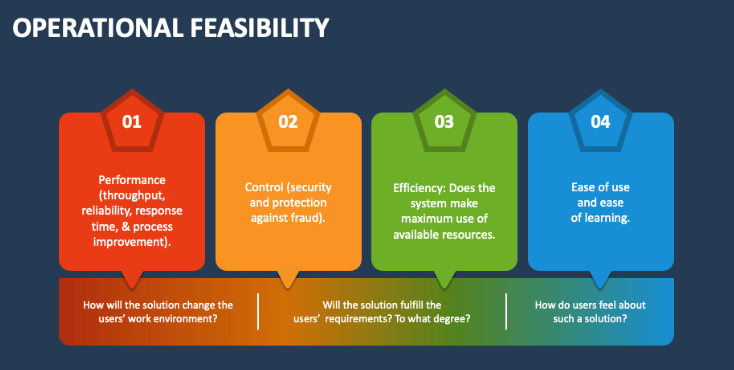 OPERATIONAL FEASIBILITY
01
Performance
(throughput,
reliability, response
time, & process
improvement).
02
Control (security
and protection
against fraud).
03
Efficiency: Does the
system make
maximum use of
available resources.
04
Ease of use
and ease
of learning.
How will the solution change the
users' work environment?
Will the solution fulfill the
users' requirements? To what degree?
How do users feel about
such a solution?